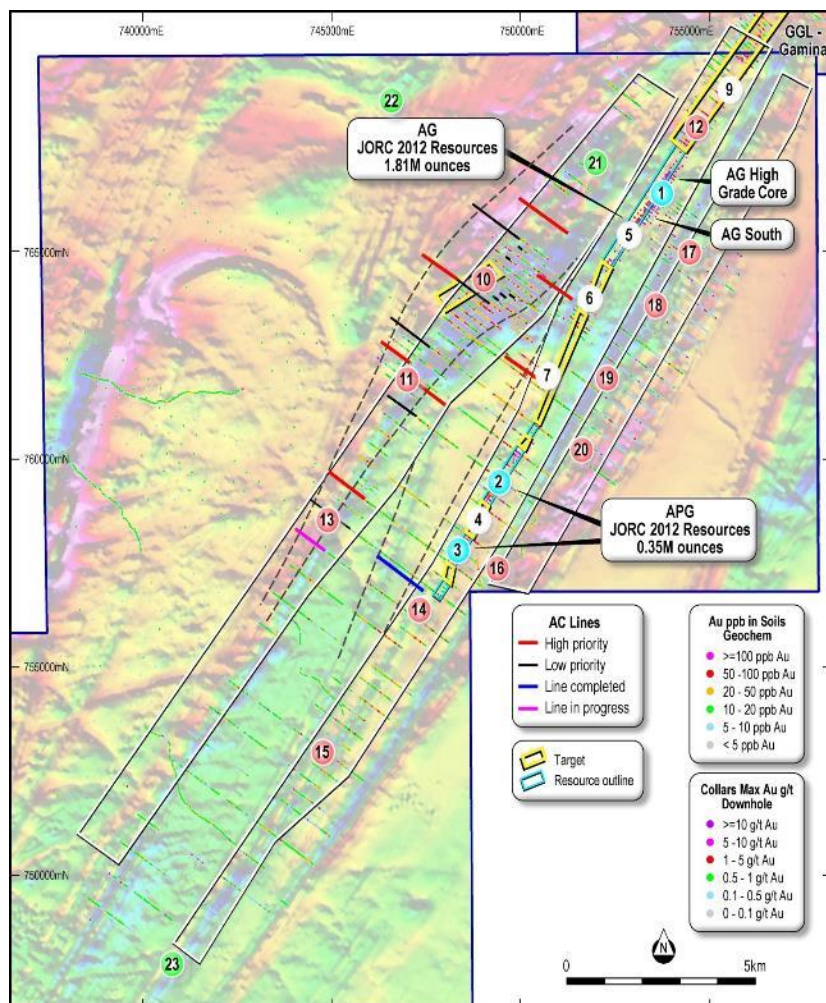 740000mE
745000mE
750000mE
755000mE
GGL -
Gamina
22
9
AG
JORC 2012 Resources
1.81M ounces
12
21
AG High
Grade Core
1
5
AG South
765000mN
17
10
6
18
7
11
19
20
760000mN
2
13
4
APG
JORC 2012 Resources
0.35M ounces
3
16
14
755000mN
15
750000mN
23
AC Lines
High priority
Low priority
Line completed
Line in progress
Target
Resource outline
Au ppb in Soils
Geochem
>=100 ppb Au
50 -100 ppb Au
20 - 50 ppb Au
10 - 20 ppb Au
5 - 10 ppb Au
< 5 ppb Au
Collars Max Au g/t
Downhole
>=10 g/t Au
5 -10 g/t Au
1 - 5 g/t Au
0.5 - 1 g/t Au
0.1 - 0.5 g/t Au
0 - 0.1 g/t Au
N
0
5km